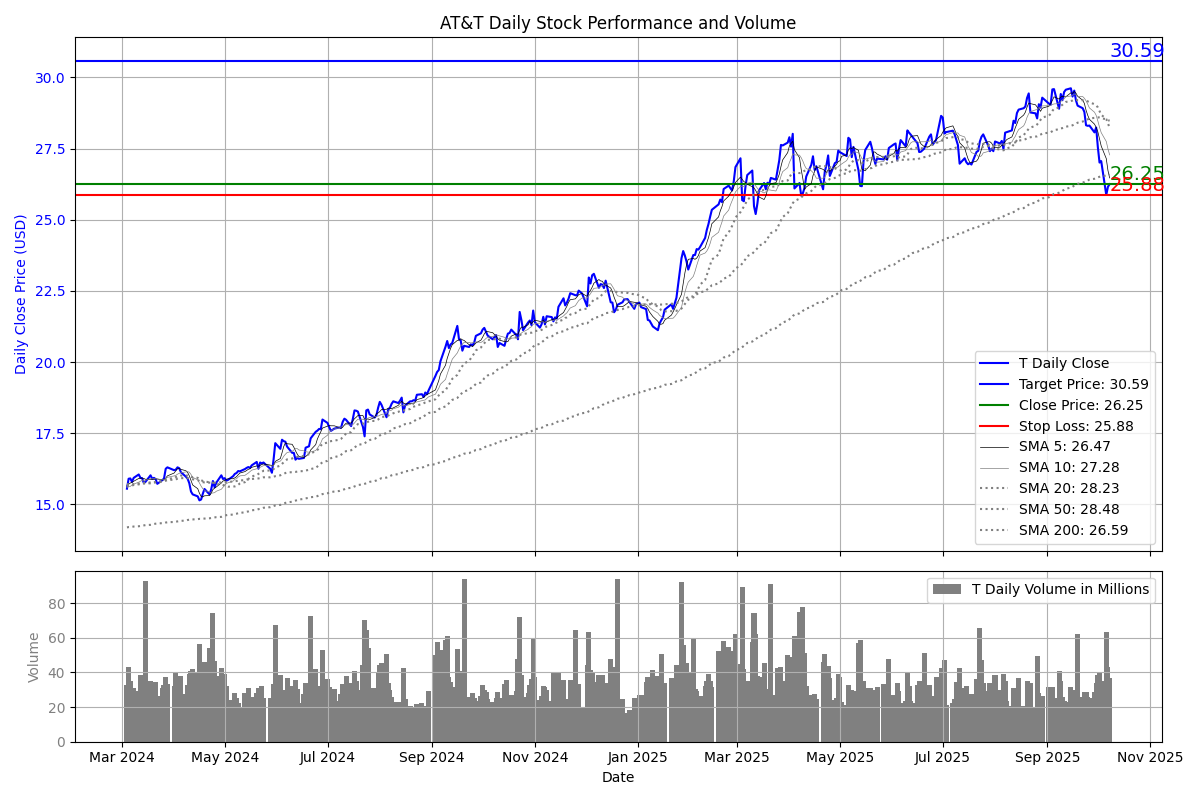 AT&T Daily Stock Performance and Volume
30.59
30.0
27.5
26.25
25.88
25.0
22.5
20.0
17.5
15.0
Daily Close Price (USD)
T Daily Close
Target Price: 30.59
Close Price: 26.25
Stop Loss: 25.88
SMA 5: 26.47
SMA 10: 27.28
SMA 20: 28.23
SMA 50: 28.48
SMA 200: 26.59
T Daily Volume in Millions
80
60
40
20
0
Volume
Mar 2024 May 2024 Jul 2024 Sep 2024 Nov 2024 Jan 2025 Mar 2025 May 2025 Jul 2025 Sep 2025 Nov 2025
Date